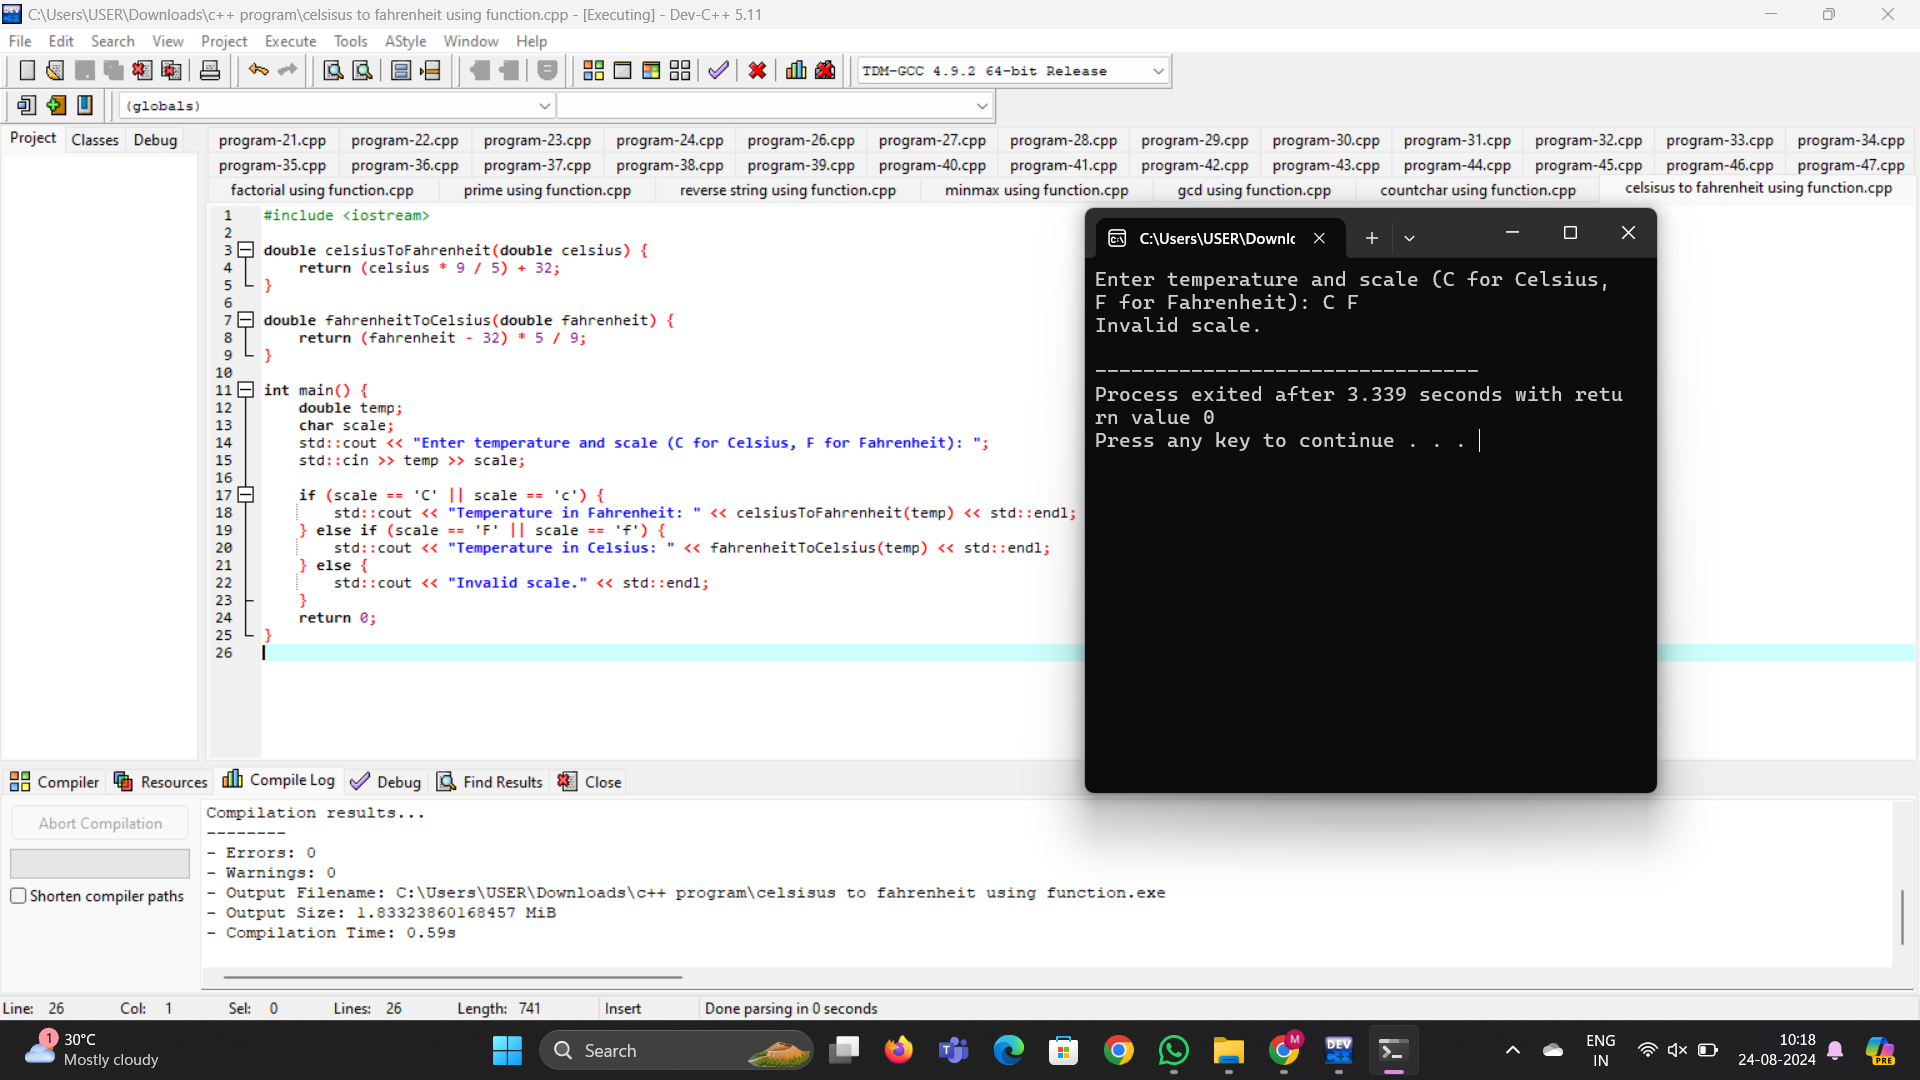 C:\Users\USER\Downloads\c++ program\celsisus to fahrenheit using function.cpp - [Executing] - Dev-C++ 5.11
File Edit Search View Project Execute Tools AStyle Window Help
TDM-GCC 4.9.2 64-bit Release
(globals)
Project Classes Debug
program-21.cpp program-22.cpp program-23.cpp program-24.cpp program-26.cpp program-27.cpp program-28.cpp program-29.cpp program-30.cpp program-31.cpp program-32.cpp program-33.cpp program-34.cpp
program-35.cpp program-36.cpp program-37.cpp program-38.cpp program-39.cpp program-40.cpp program-41.cpp program-42.cpp program-43.cpp program-44.cpp program-45.cpp program-46.cpp program-47.cpp
factorial using function.cpp prime using function.cpp reverse string using function.cpp minmax using function.cpp gcd using function.cpp countchar using function.cpp celsisus to fahrenheit using function.cpp
1 #include <iostream>
2
3 double celsiusToFahrenheit(double celsius) {
4 return (celsius * 9 / 5) + 32;
5 }
6
7 double fahrenheitToCelsius(double fahrenheit) {
8 return (fahrenheit - 32) * 5 / 9;
9 }
10
11 int main() {
12 double temp;
13 char scale;
14 std::cout << "Enter temperature and scale (C for Celsius, F for Fahrenheit): ";
15 std::cin >> temp >> scale;
16
17 if (scale == 'C' || scale == 'c') {
18 std::cout << "Temperature in Fahrenheit: " << celsiusToFahrenheit(temp) << std::endl;
19 } else if (scale == 'F' || scale == 'f') {
20 std::cout << "Temperature in Celsius: " << fahrenheitToCelsius(temp) << std::endl;
21 } else {
22 std::cout << "Invalid scale." << std::endl;
23 }
24 return 0;
25 }
26
C:\Users\USER\Downlc
Enter temperature and scale (C for Celsius,
F for Fahrenheit): C F
Invalid scale.
--------------------------------
Process exited after 3.339 seconds with retu
rn value 0
Press any key to continue . . .
Compiler Resources Compile Log Debug Find Results Close
Abort Compilation
Shorten compiler paths
Compilation results...
--------
- Errors: 0
- Warnings: 0
- Output Filename: C:\Users\USER\Downloads\c++ program\celsisus to fahrenheit using function.exe
- Output Size: 1.83323860168457 MiB
- Compilation Time: 0.59s
Line: 26 Col: 1 Sel: 0 Lines: 26 Length: 741 Insert Done parsing in 0 seconds
1
30°C
Mostly cloudy
Search
DEV
M
ENG
IN
10:18
24-08-2024
PRE